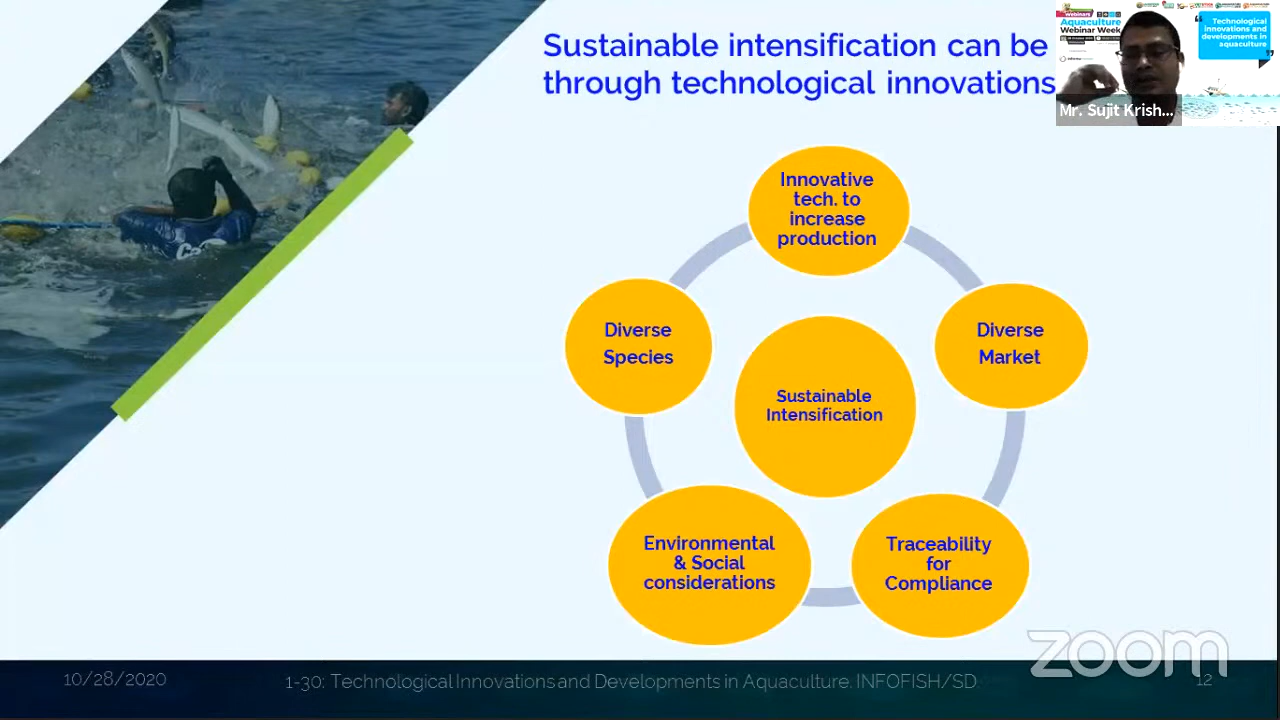 Sustainable intensification can be
through technological innovations
Webinars
Aquaculture
Webinar Week
Technological
innovations and
developments in
aquaculture
Mr. Sujit Krish...
Innovative
tech. to
increase
production
Diverse
Species
Diverse
Market
Sustainable
Intensification
Environmental
& Social
considerations
Traceability
for
Compliance
zoom
10/28/2020
1-30: Technological Innovations and Developments in Aquaculture. INFOFISH/SD
12